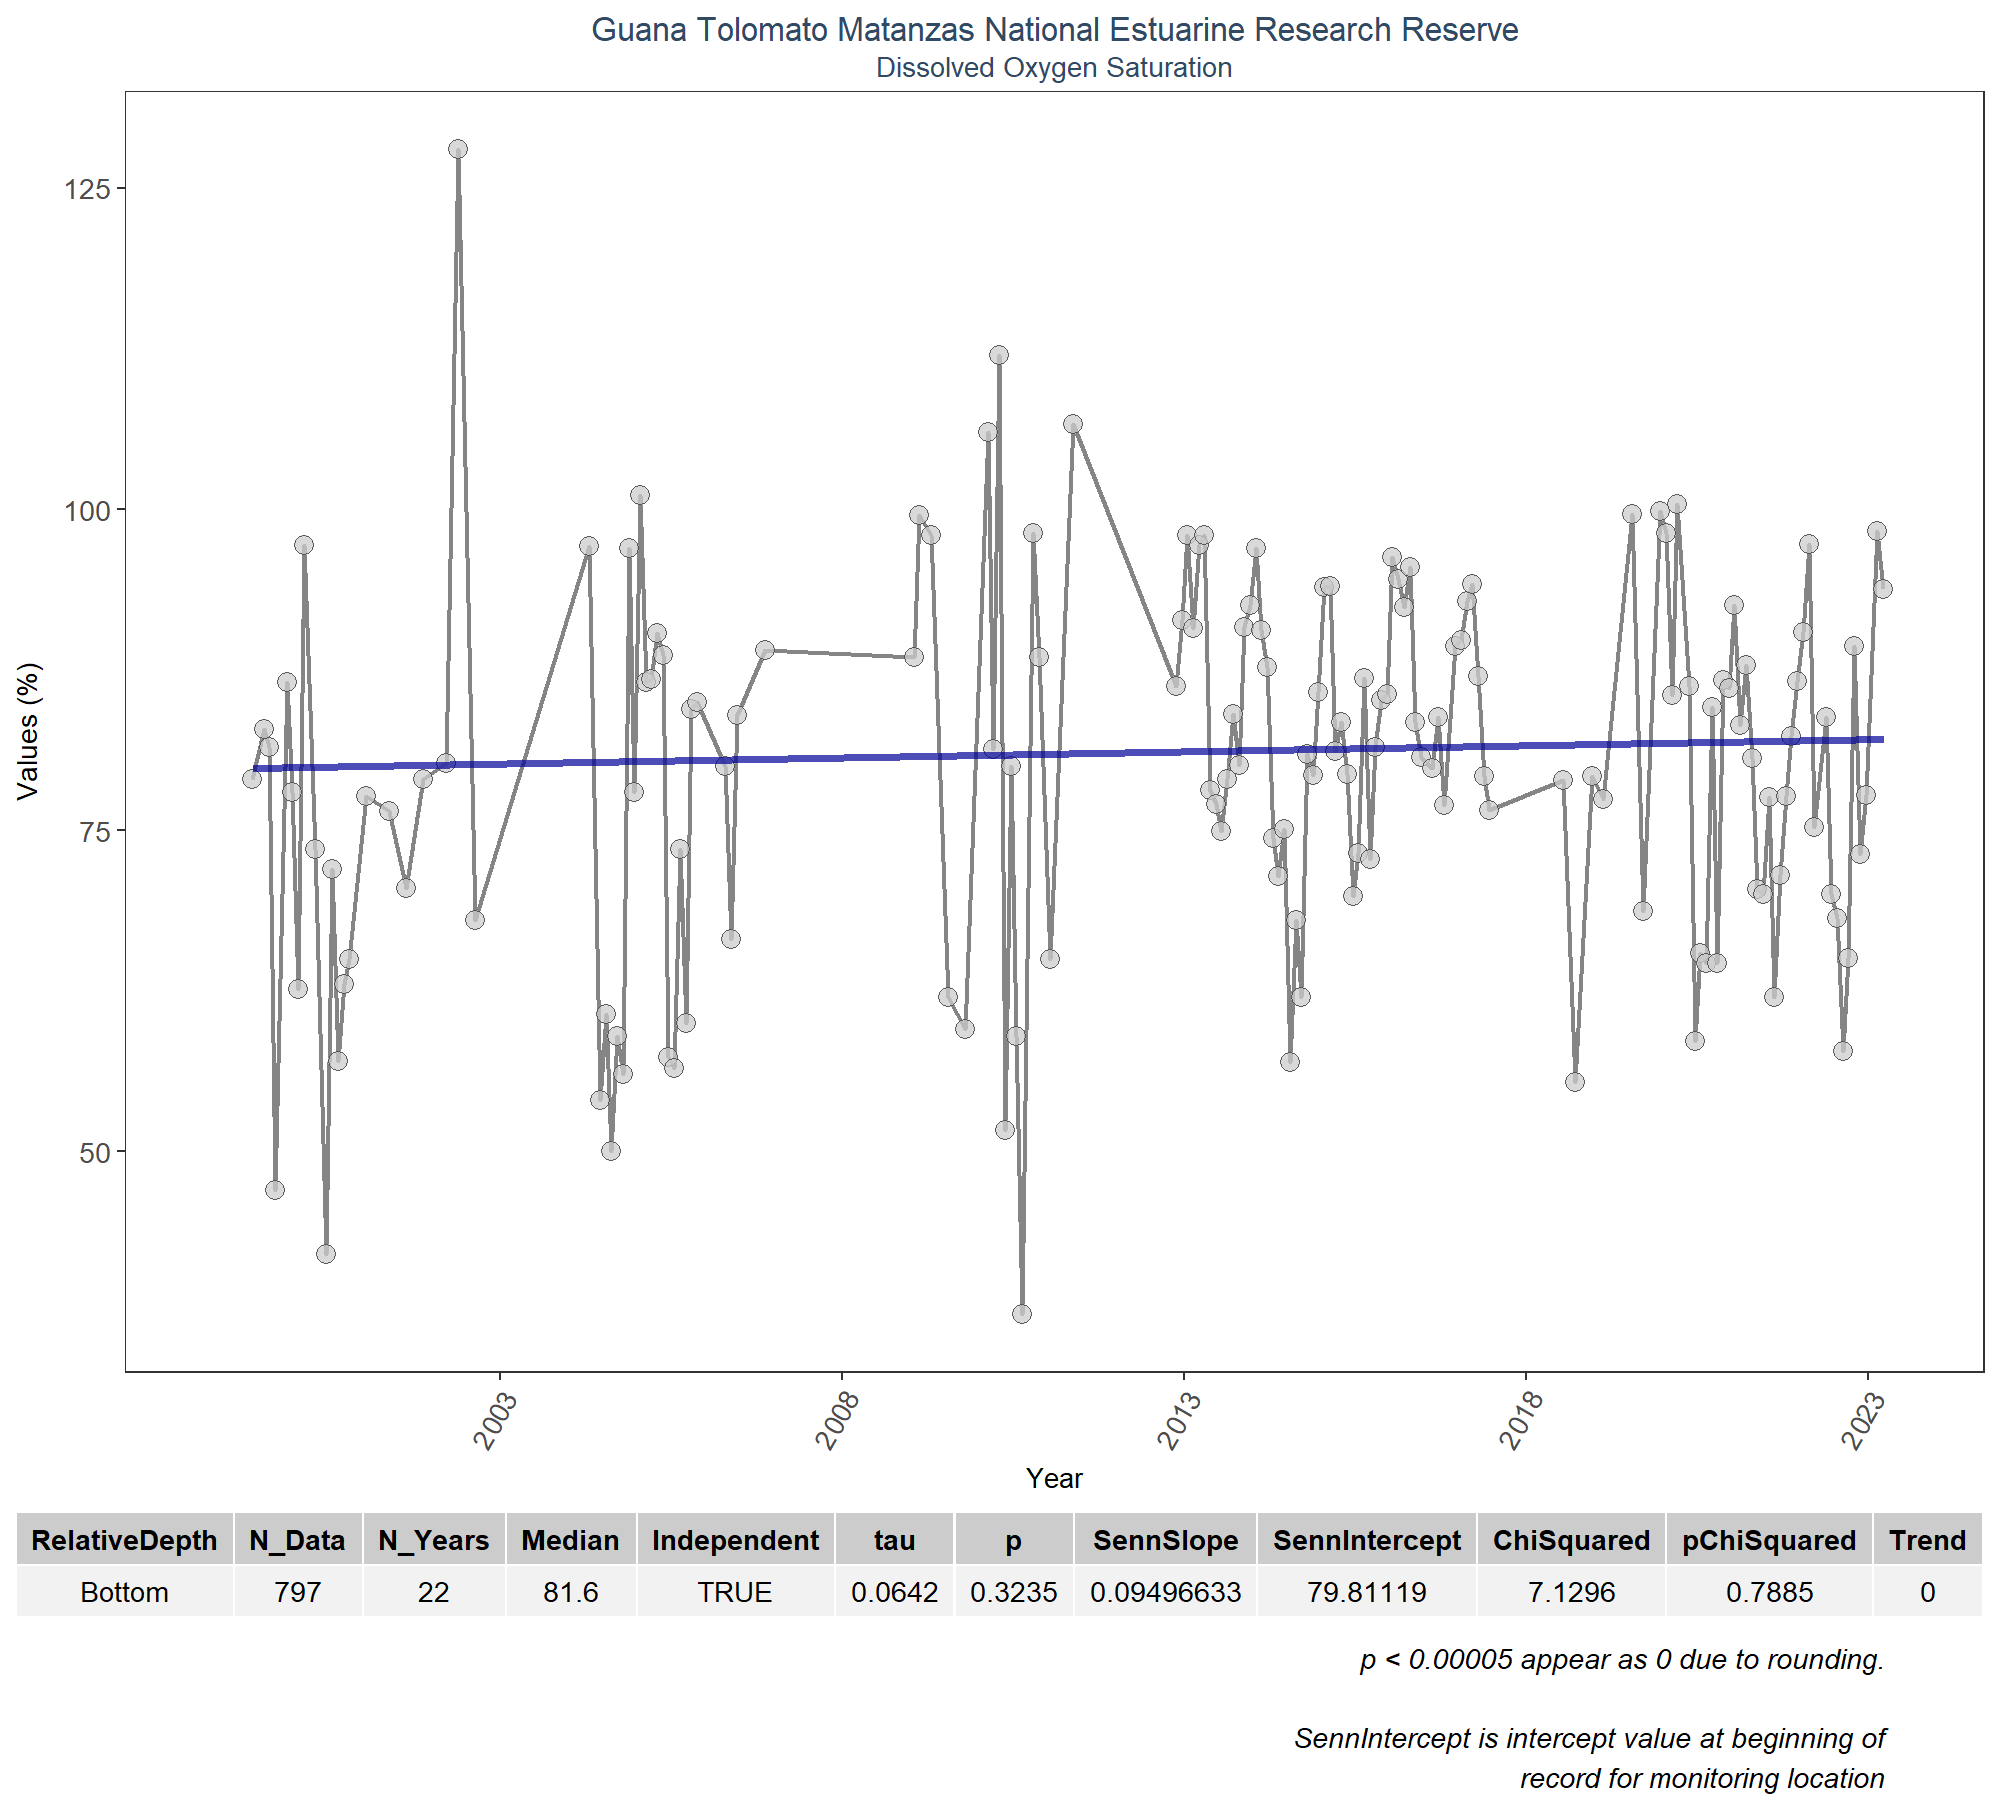 Guana Tolomato Matanzas National Estuarine Research Reserve
Dissolved Oxygen Saturation
Values (%)
125
100
75
50
2003 2008 2013 2018 2023
Year
RelativeDepth N_Data N_Years Median Independent tau p SennSlope SennIntercept ChiSquared pChiSquared Trend
Bottom 797 22 81.6 TRUE 0.0642 0.3235 0.09496633 79.81119 7.1296 0.7885 0
p < 0.00005 appear as 0 due to rounding.
SennIntercept is intercept value at beginning of
record for monitoring location